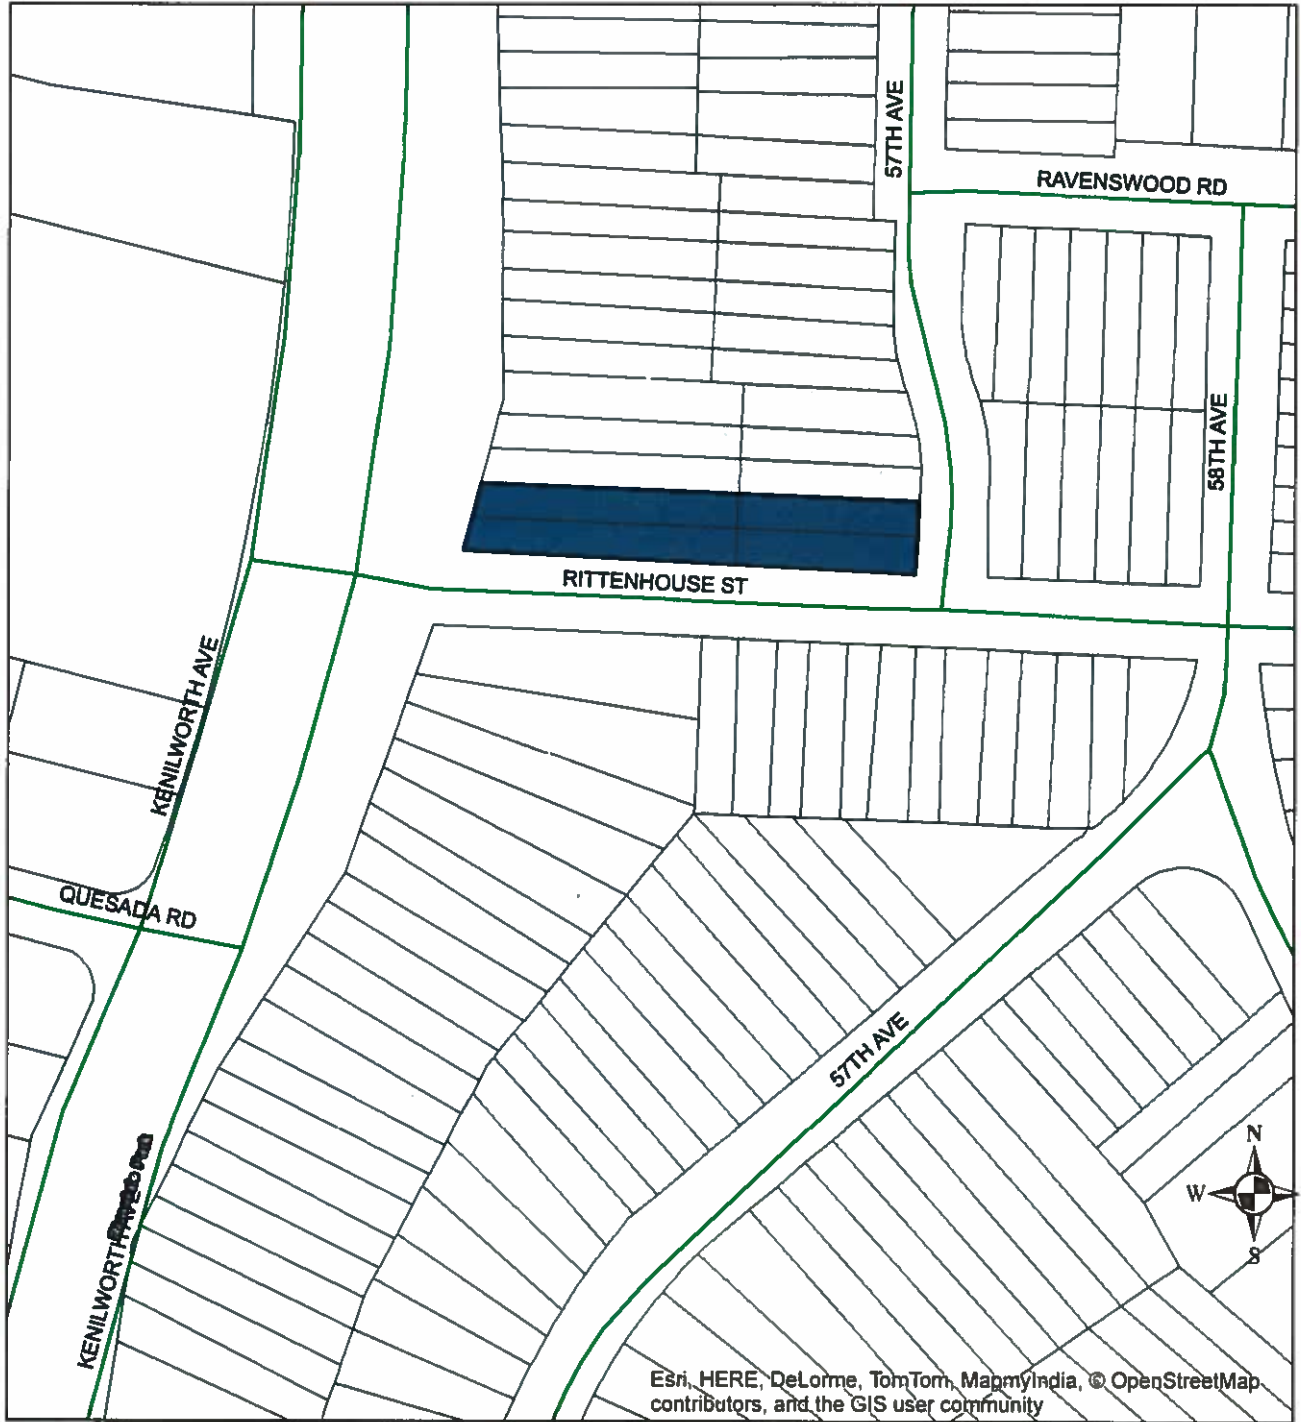 57TH AVE
RAVENSWOOD RD
58TH AVE
RITTENHOUSE ST
KENILWORTH AVE
QUESADA RD
57TH AVE
N
W
S
KENILWORTH AVE
Esri, HERE, DeLorme, TomTom, MapmyIndia, © OpenStreetMap
contributors, and the GIS user community